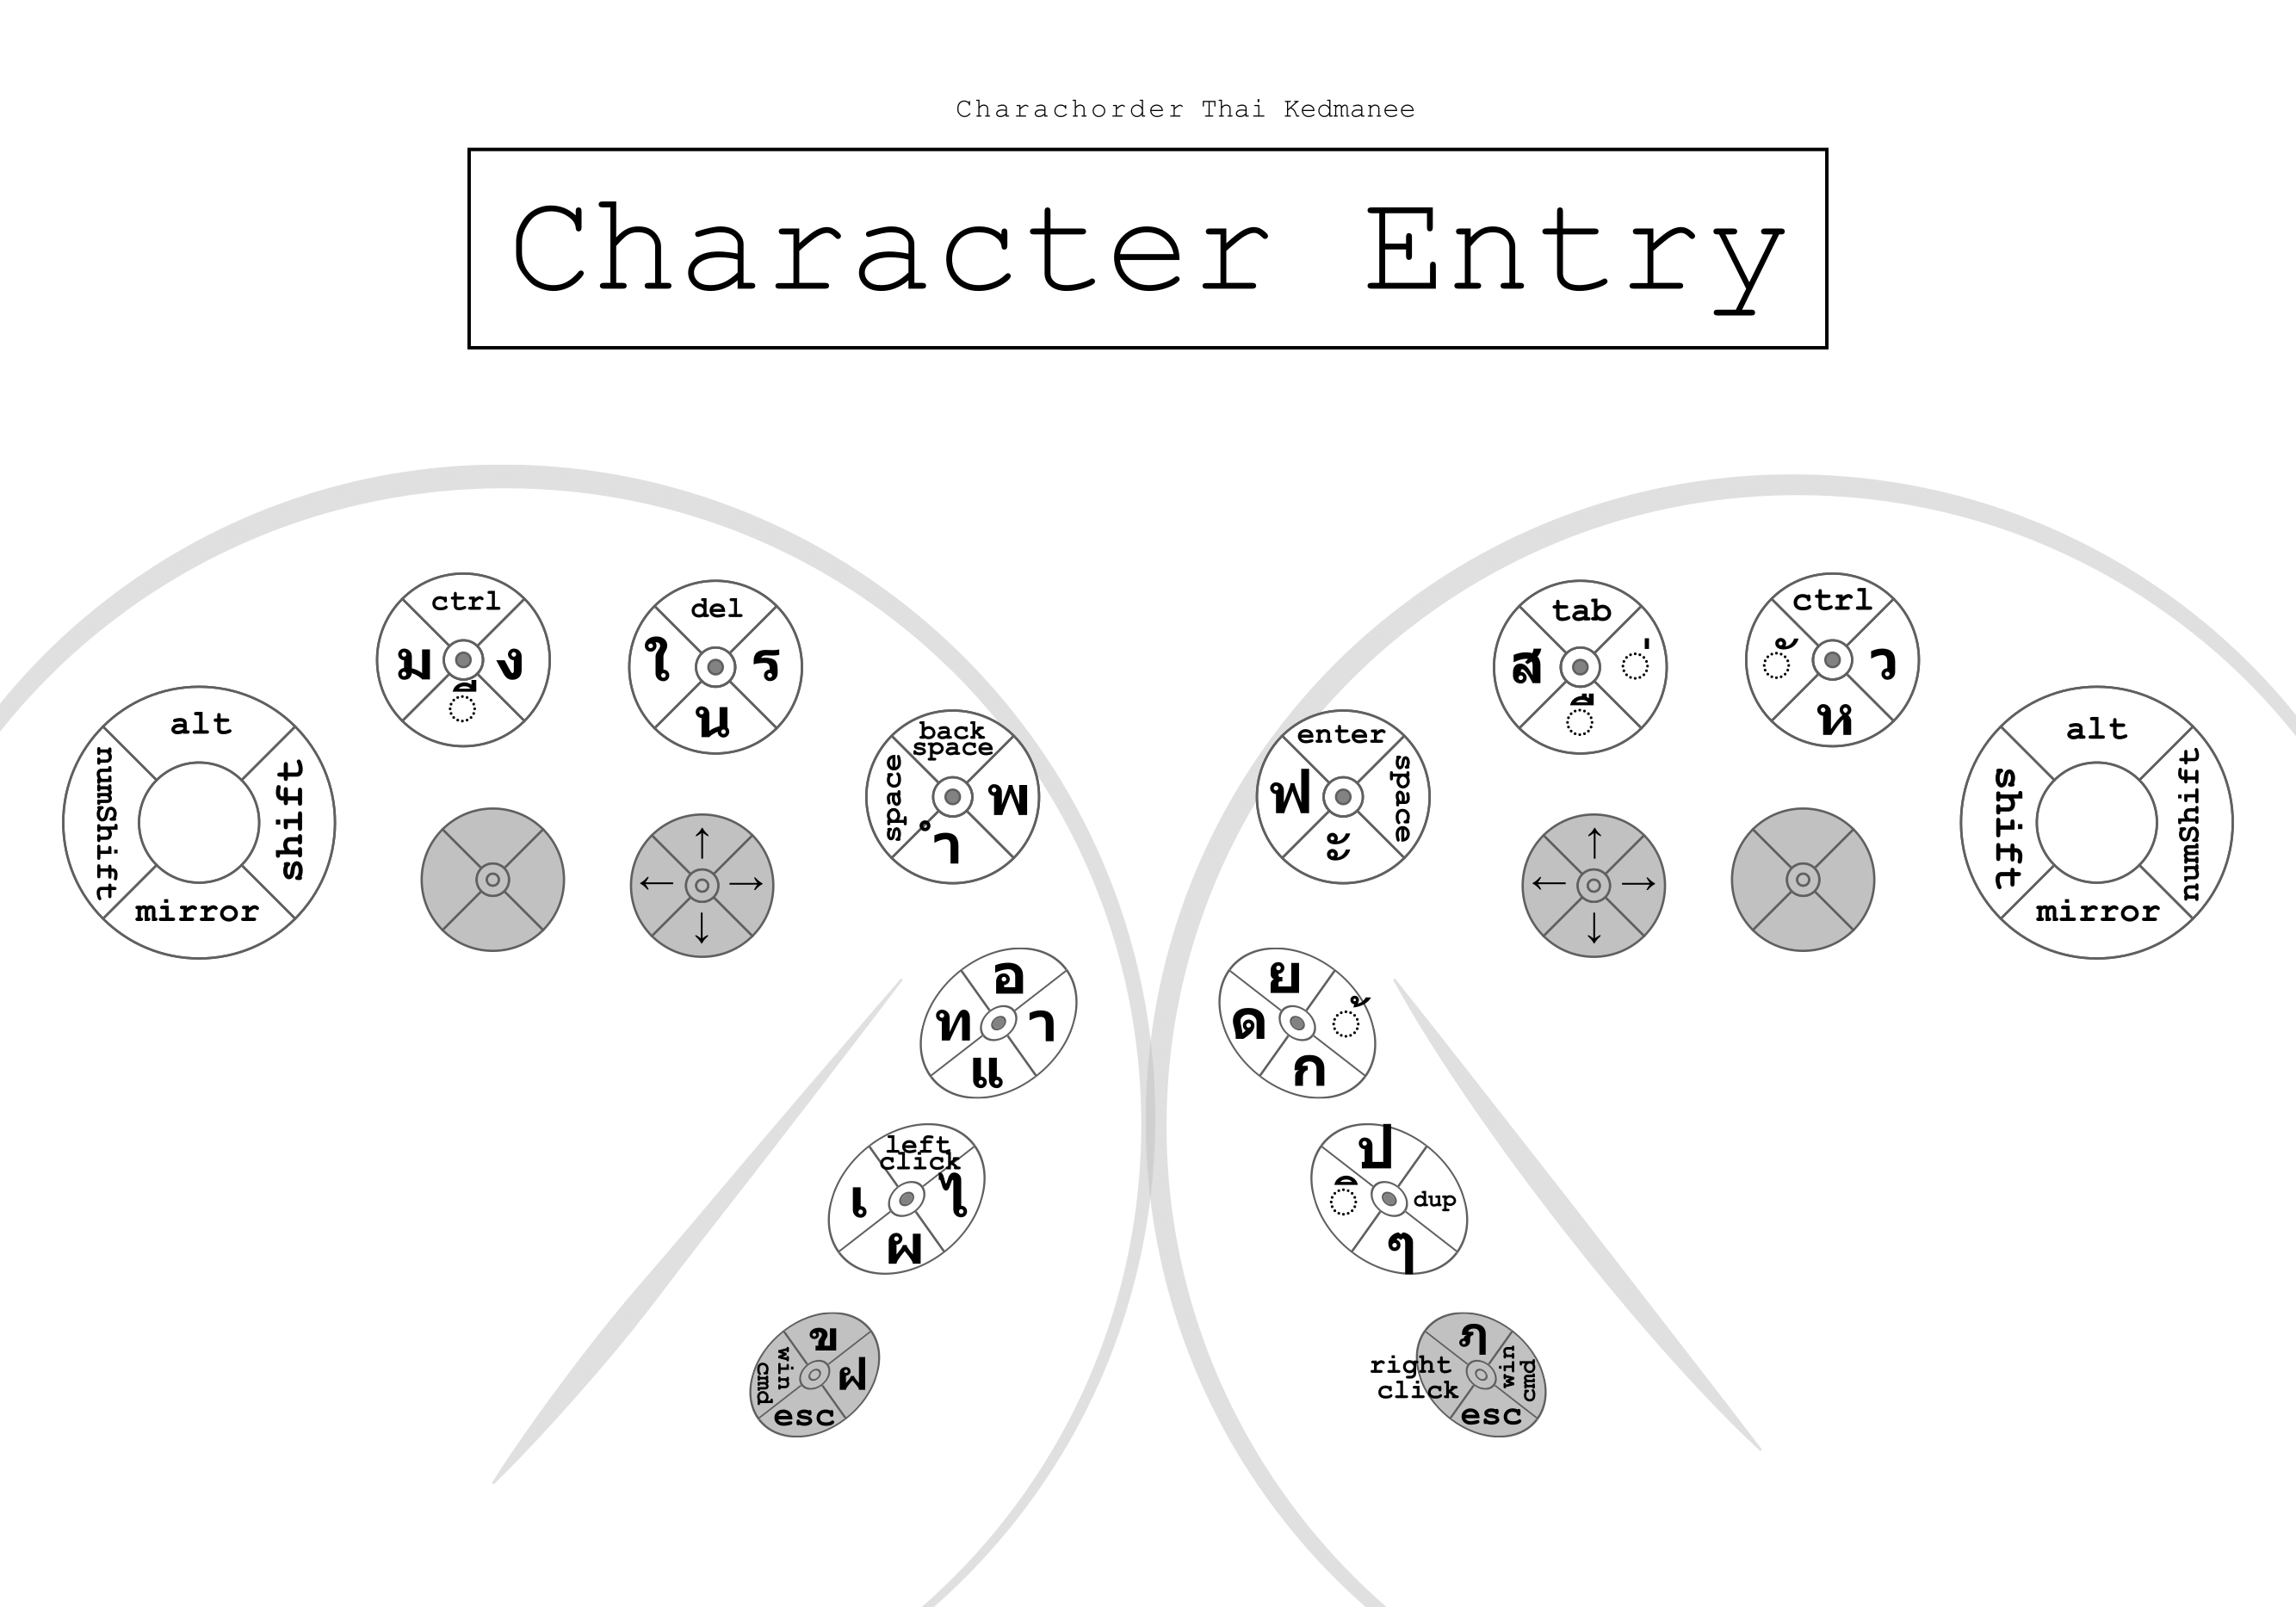 Charachorder Thai Kedmanee
Character Entry
ctrl
ม ง
◌ี
del
ใ ร
น
back
space
space พ
ำ
alt
numShift shift
mirror
↑
← →
↓
อ
ท า
แ
left
click
เ ไ
ผ
ข
win
cmd
ฝ
esc
enter
ฟ space
ะ
tab
ส ◌่
◌ื
ctrl
◌ั ว
ห
alt
shift numShift
mirror
↑
← →
↓
ย
ด ◌้
ก
ป
◌ิ dup
ๆ
ภ
right
click
win
cmd
esc